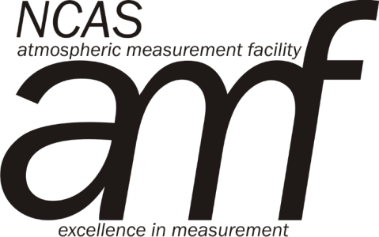 NCAS
atmospheric measurement facility
amf
excellence in measurement